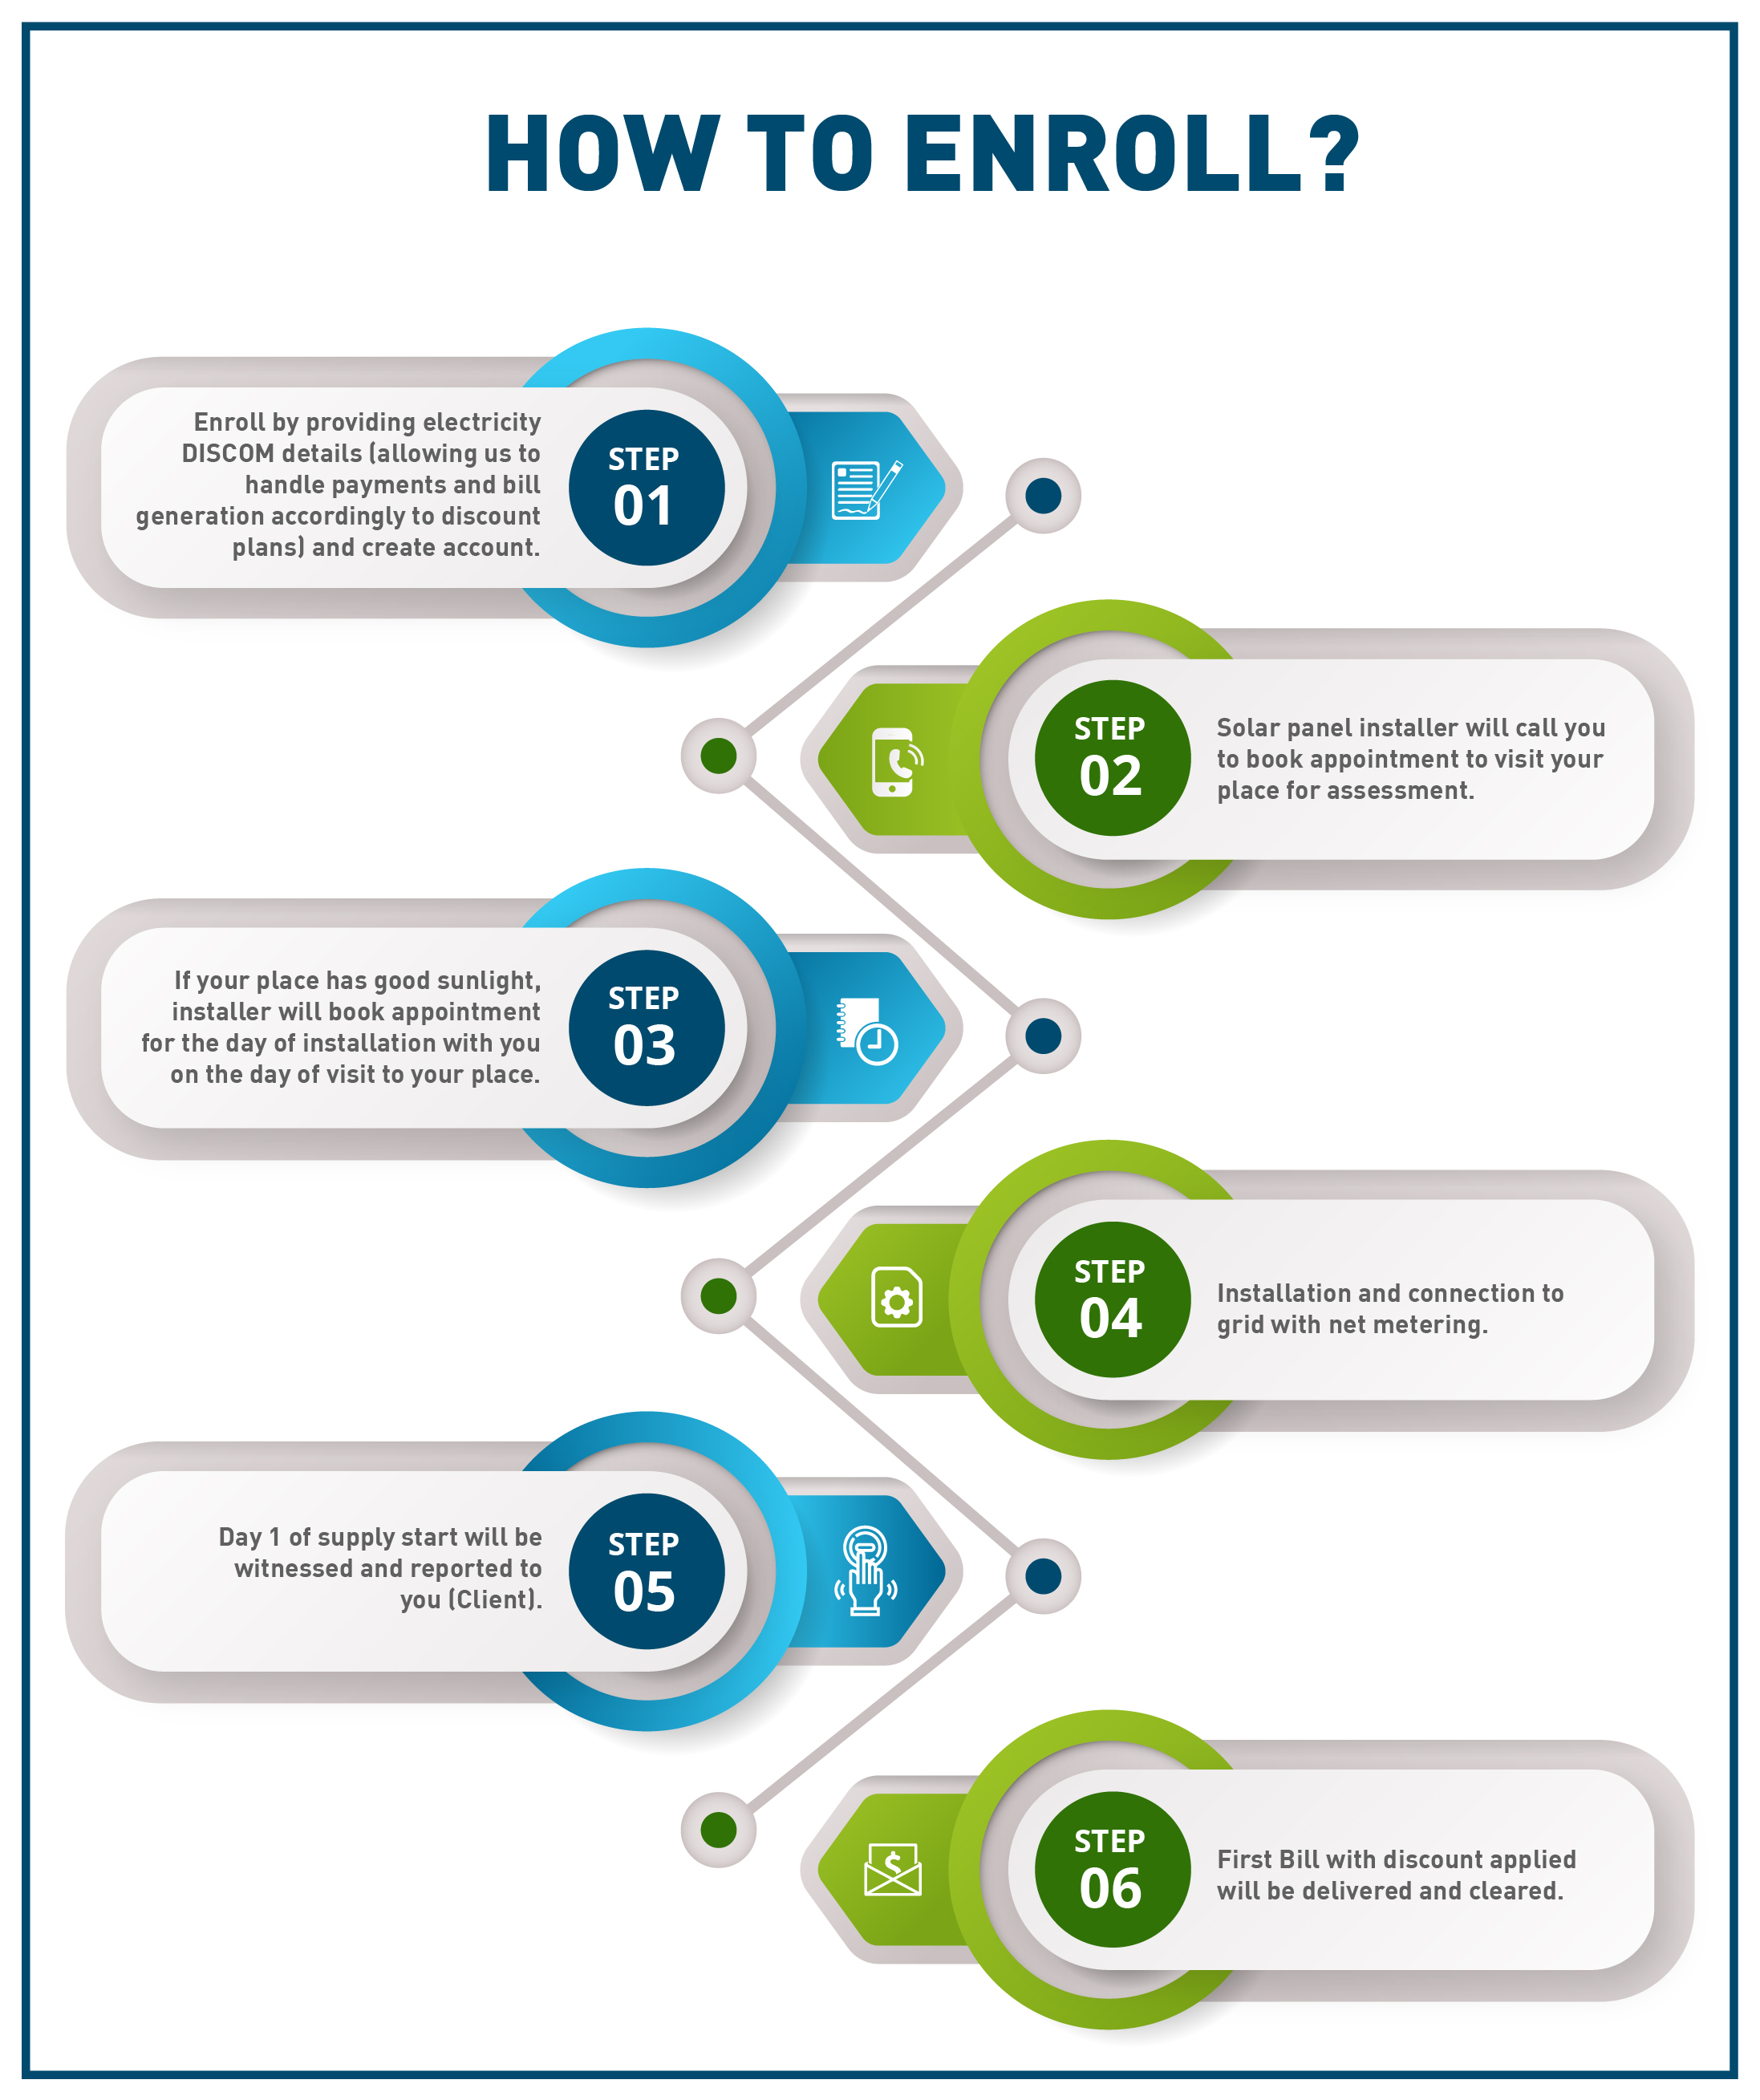 HOW TO ENROLL?
Enroll by providing electricity
DISCOM details (allowing us to
handle payments and bill
generation accordingly to discount
plans) and create account.
STEP
01
STEP
02
Solar panel installer will call you
to book appointment to visit your
place for assessment.
If your place has good sunlight,
installer will book appointment
for the day of installation with you
on the day of visit to your place.
STEP
03
STEP
04
Installation and connection to
grid with net metering.
Day 1 of supply start will be
witnessed and reported to
you (Client).
STEP
05
$
STEP
06
First Bill with discount applied
will be delivered and cleared.